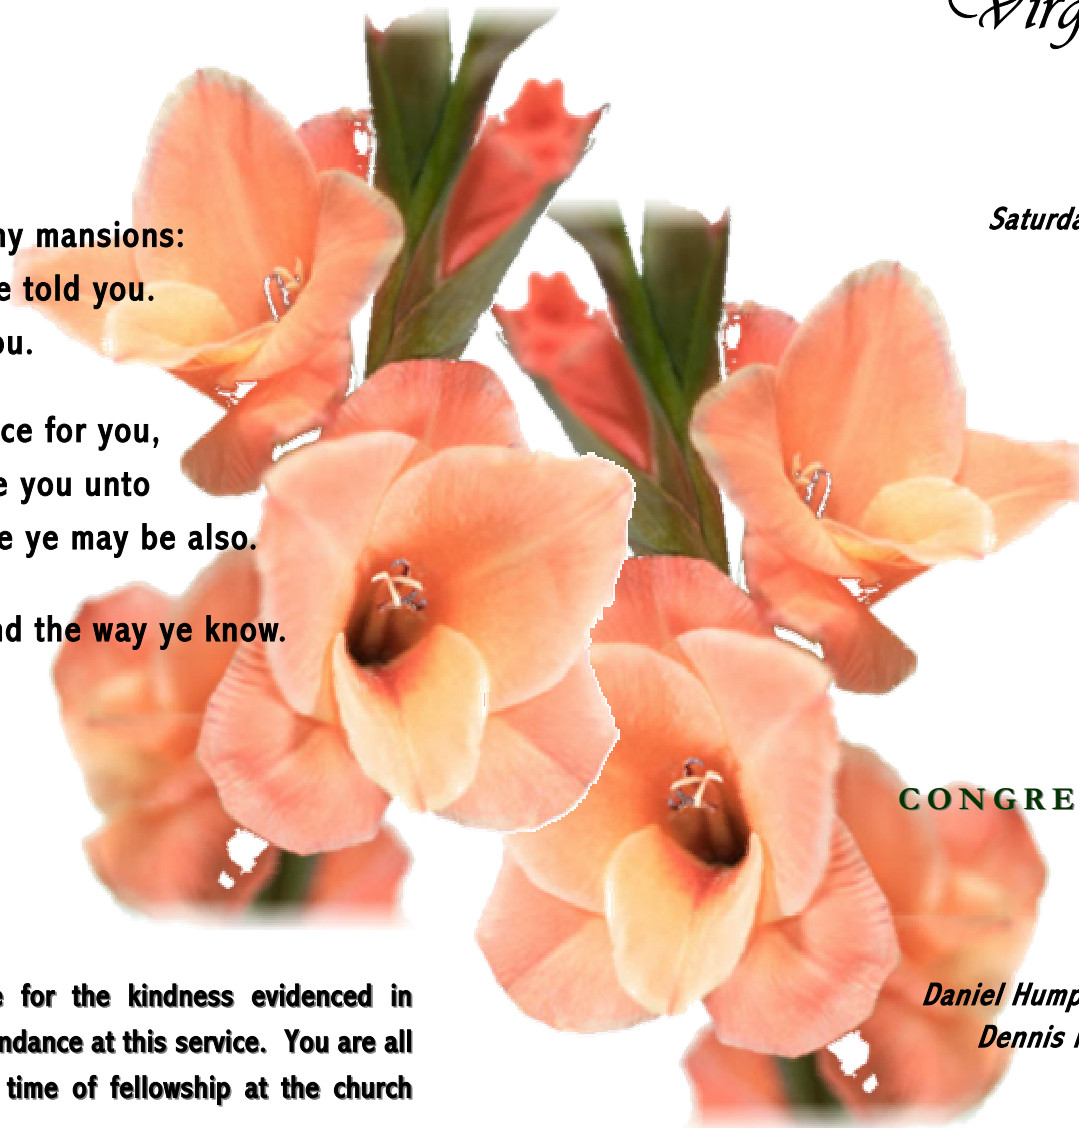 Virg
ny mansions:
e told you.
ou.
ce for you,
e you unto
e ye may be also.
nd the way ye know.
Saturda
CONGRE
e for the kindness evidenced in
ndance at this service. You are all
time of fellowship at the church
Daniel Hump
Dennis